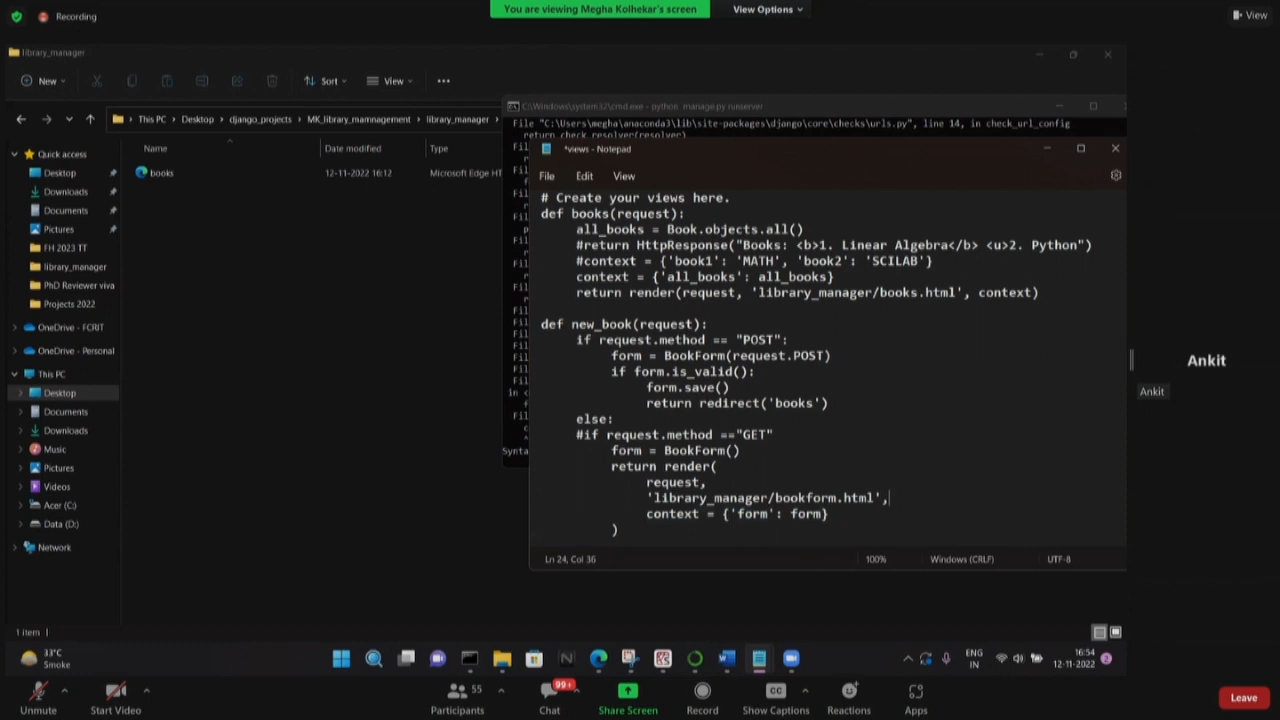 Recording
You are viewing Megha Kolhekar's screen
View Options
View
library_manager
New
Sort
View
This PC
Desktop
django_projects
MK_library_mamnagement
library_manager
C:\Windows\system32\cmd.exe - python manage.py runserver
File "C:\Users\megha\anaconda3\lib\site-packages\django\core\checks\urls.py", line 14, in check_url_config
return check_resolver(resolver)
Name
Date modified
Type
books
12-11-2022 16:12
Microsoft Edge HT
Quick access
Desktop
Downloads
Documents
Pictures
FH 2023 TT
library_manager
PhD Reviewer viva
Projects 2022
OneDrive - FCRIT
OneDrive - Personal
This PC
Desktop
Documents
Downloads
Music
Pictures
Videos
Acer (C:)
Data (D:)
Network
1 item
*views - Notepad
File
Edit
View
# Create your views here.
def books(request):
all_books = Book.objects.all()
#return HttpResponse("Books: <b>1. Linear Algebra</b> <u>2. Python")
#context = {'book1': 'MATH', 'book2': 'SCILAB'}
context = {'all_books': all_books}
return render(request, 'library_manager/books.html', context)
def new_book(request):
if request.method == "POST":
form = BookForm(request.POST)
if form.is_valid():
form.save()
return redirect('books')
else:
#if request.method =="GET"
form = BookForm()
return render(
request,
'library_manager/bookform.html',
context = {'form': form}
)
Ln 24, Col 36
100%
Windows (CRLF)
UTF-8
Synta
Ankit
Ankit
33°C
Smoke
ENG
IN
16:54
12-11-2022
Unmute
Start Video
55
Participants
99+
Chat
Share Screen
Record
CC
Show Captions
Reactions
Apps
Leave